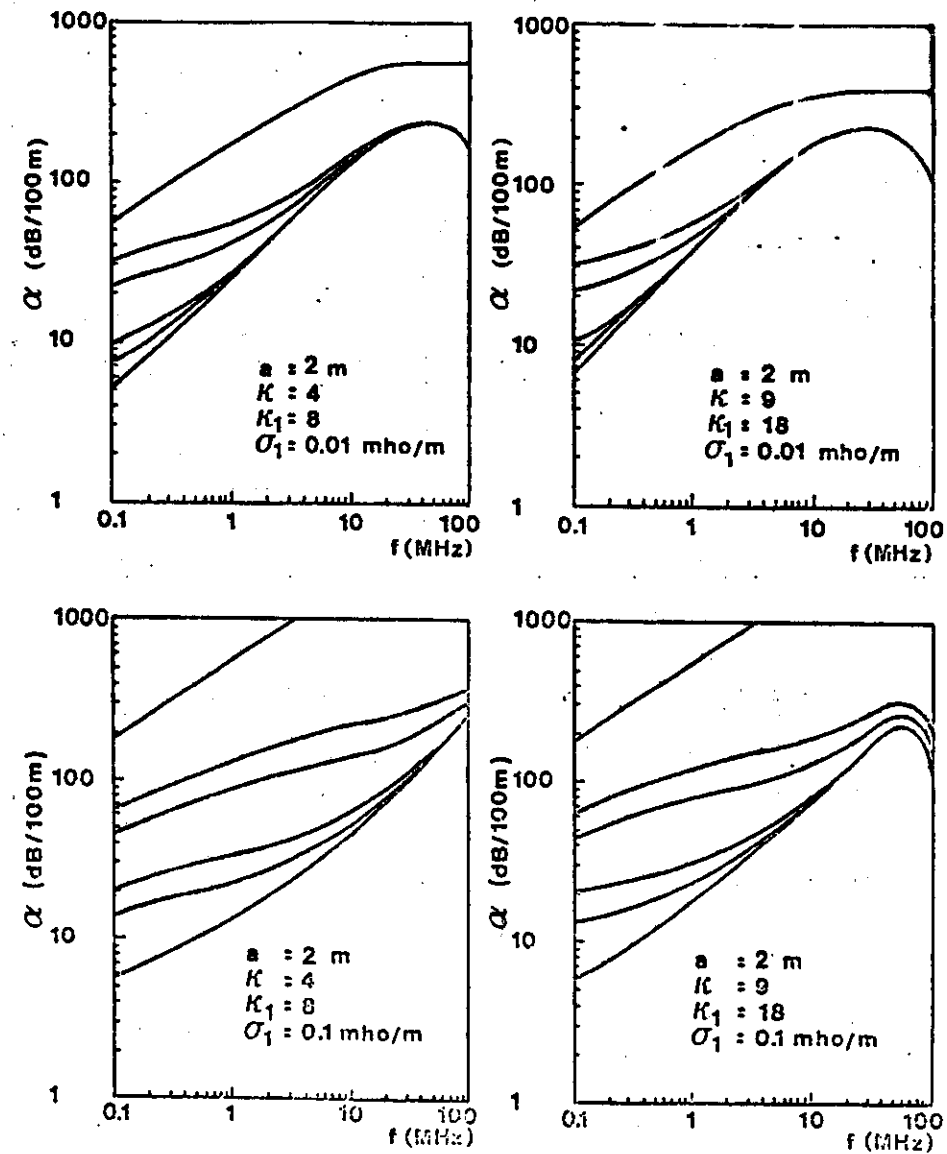 1000
100
10
1
α (dB/100m)
a = 2 m
K = 4
K₁ = 8
σ₁ = 0.01 mho/m
0.1 1 10 100
f (MHz)
1000
100
10
1
α (dB/100m)
a = 2 m
K = 9
K₁ = 18
σ₁ = 0.01 mho/m
0.1 1 10 100
f (MHz)
1000
100
10
1
α (dB/100m)
a = 2 m
K = 4
K₁ = 8
σ₁ = 0.1 mho/m
0.1 1 10 100
f (MHz)
1000
100
10
1
α (dB/100m)
a = 2 m
K = 9
K₁ = 18
σ₁ = 0.1 mho/m
0.1 1 10 100
f (MHz)